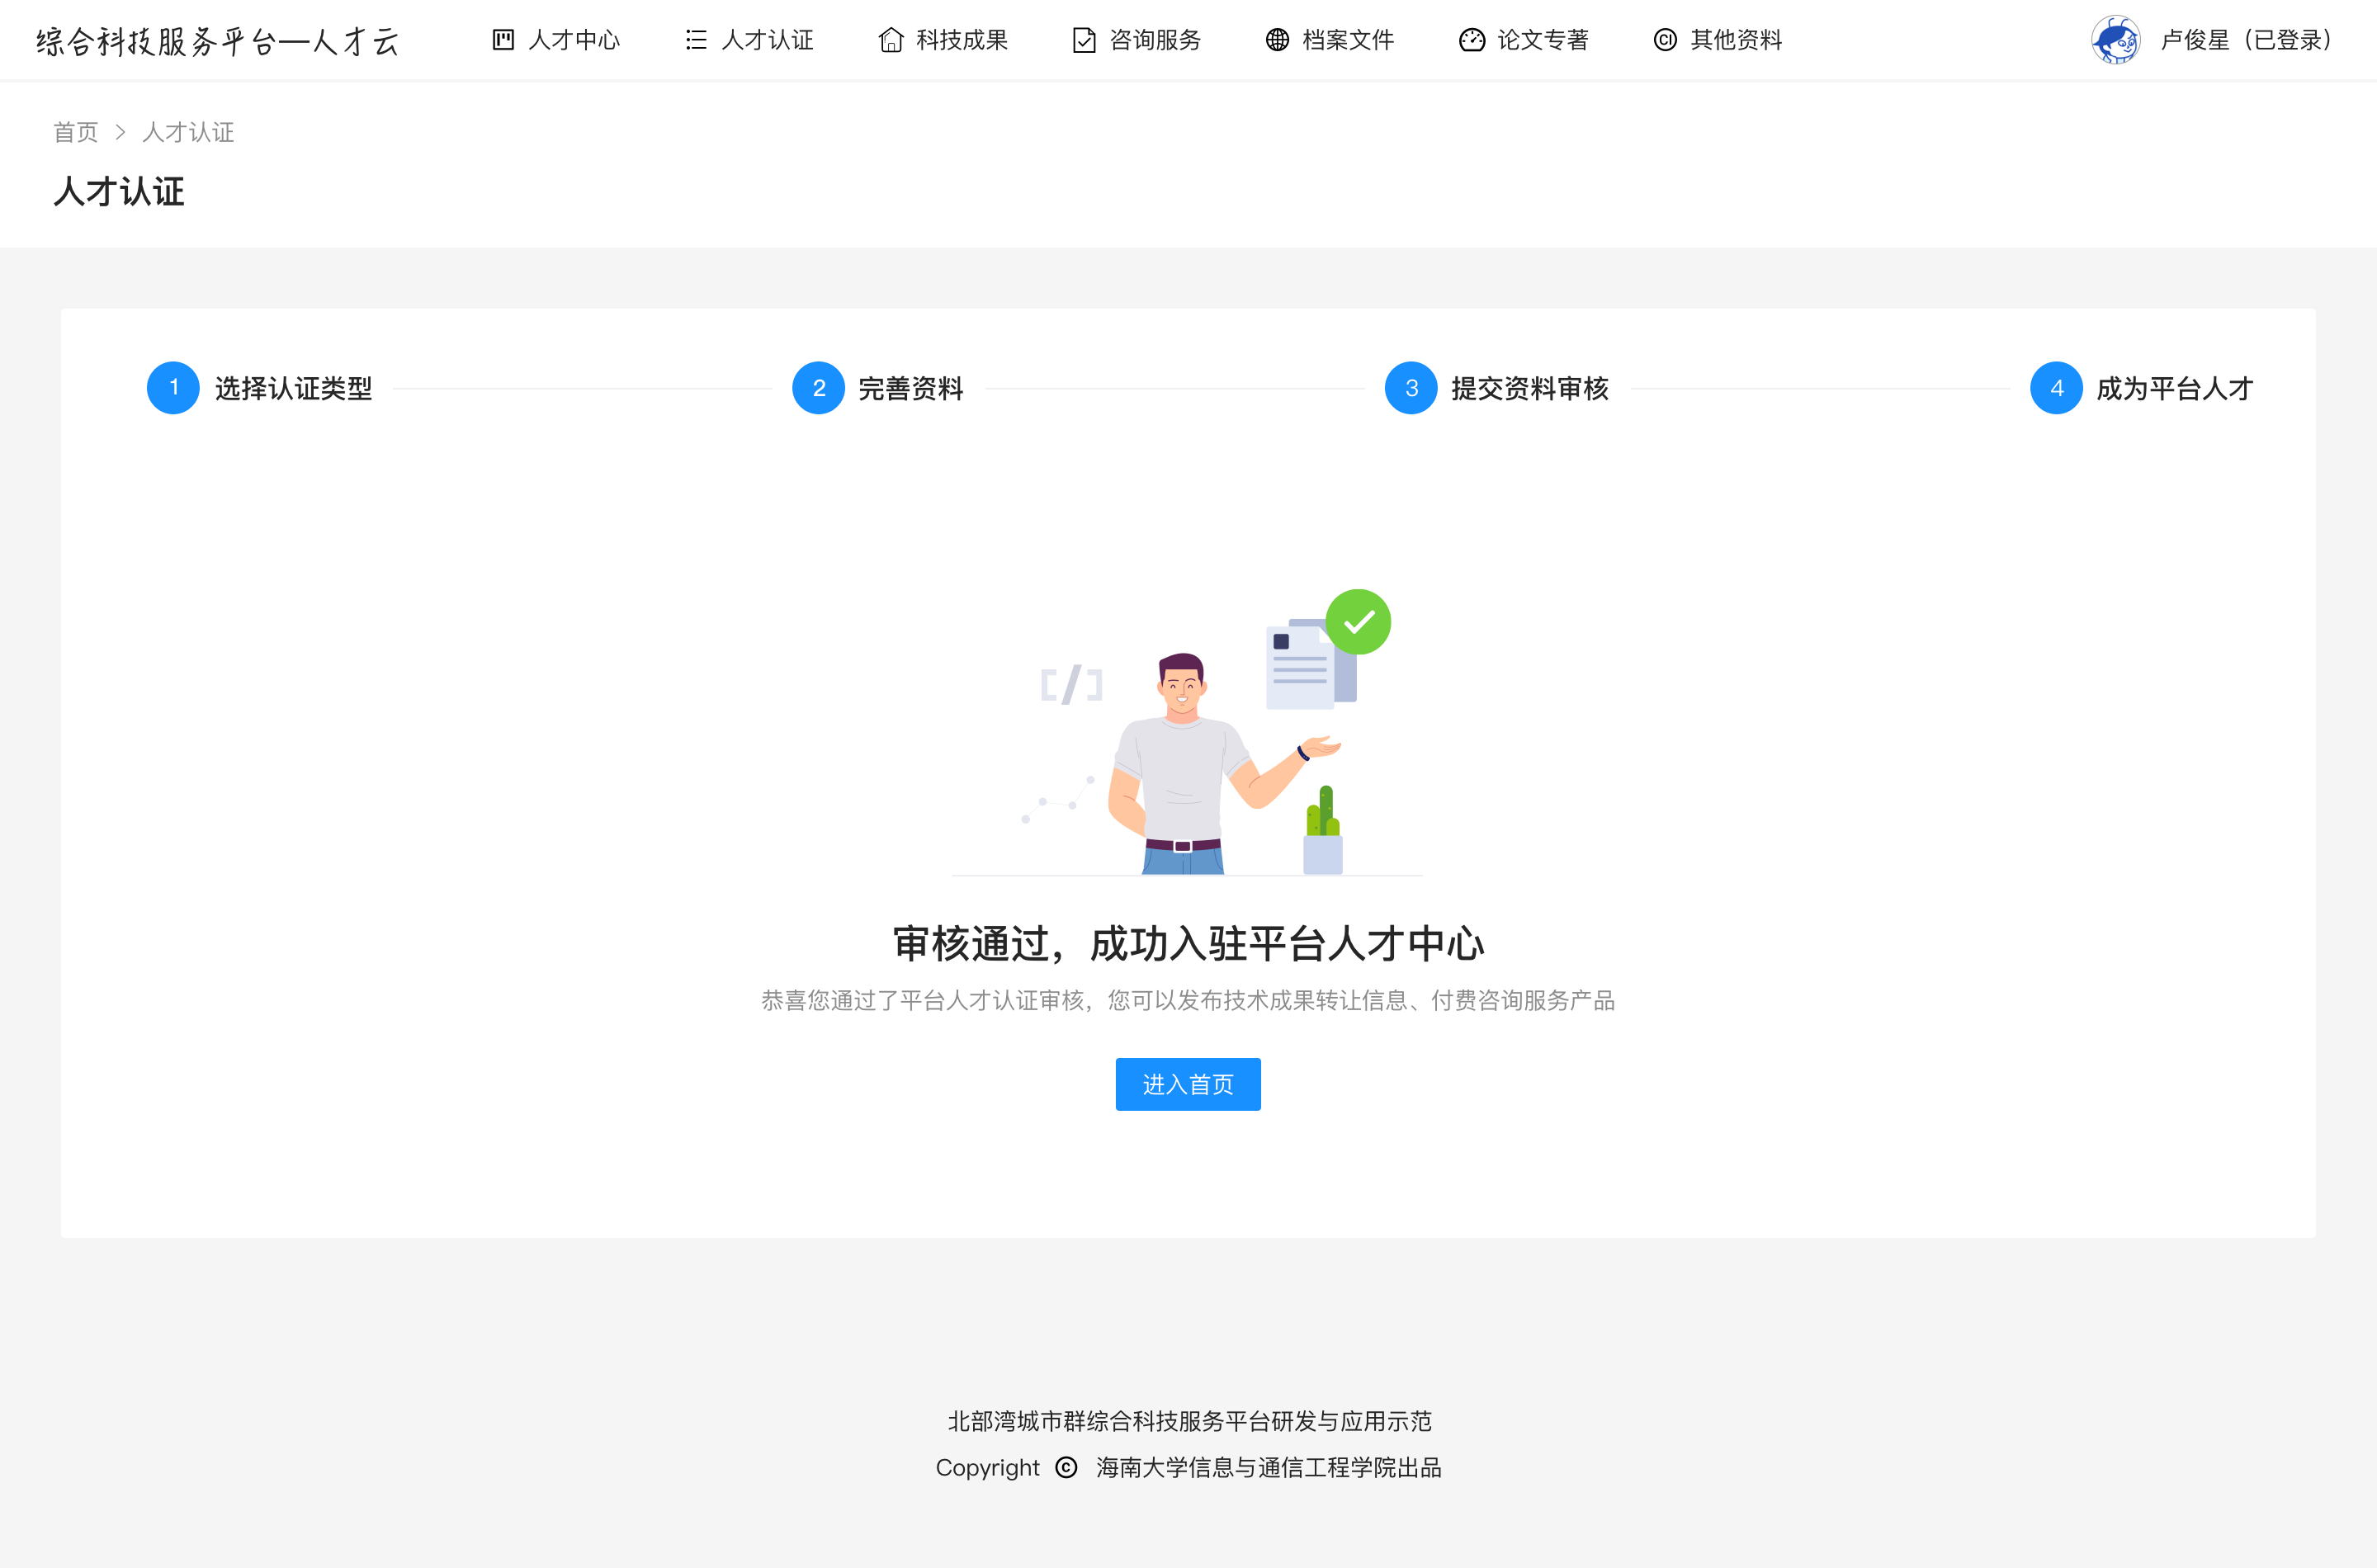 综合科技服务平台—人才云 人才中心 人才认证 科技成果 咨询服务 档案文件 论文专著 其他资料 卢俊星（已登录）
首页 > 人才认证
人才认证
1 选择认证类型 2 完善资料 3 提交资料审核 4 成为平台人才
审核通过，成功入驻平台人才中心
恭喜您通过了平台人才认证审核，您可以发布技术成果转让信息、付费咨询服务产品
进入首页
北部湾城市群综合科技服务平台研发与应用示范
Copyright © 海南大学信息与通信工程学院出品